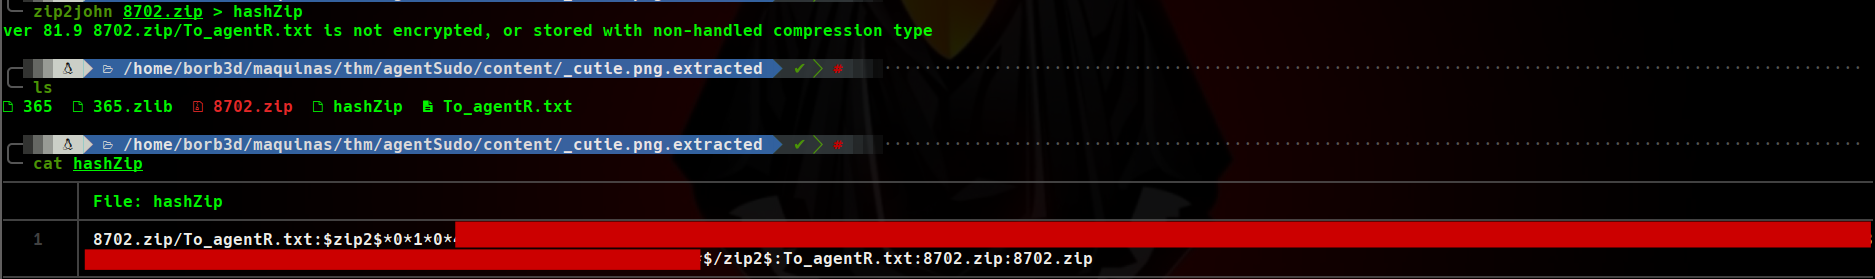 zip2john 8702.zip > hashZip
ver 81.9 8702.zip/To_agentR.txt is not encrypted, or stored with non-handled compression type
/home/borb3d/maquinas/thm/agentSudo/content/_cutie.png.extracted ✔ #
ls
365 365.zlib 8702.zip hashZip To_agentR.txt
/home/borb3d/maquinas/thm/agentSudo/content/_cutie.png.extracted ✔ #
cat hashZip
File: hashZip
1 8702.zip/To_agentR.txt:$zip2$*0*1*0*
$/zip2$:To_agentR.txt:8702.zip:8702.zip